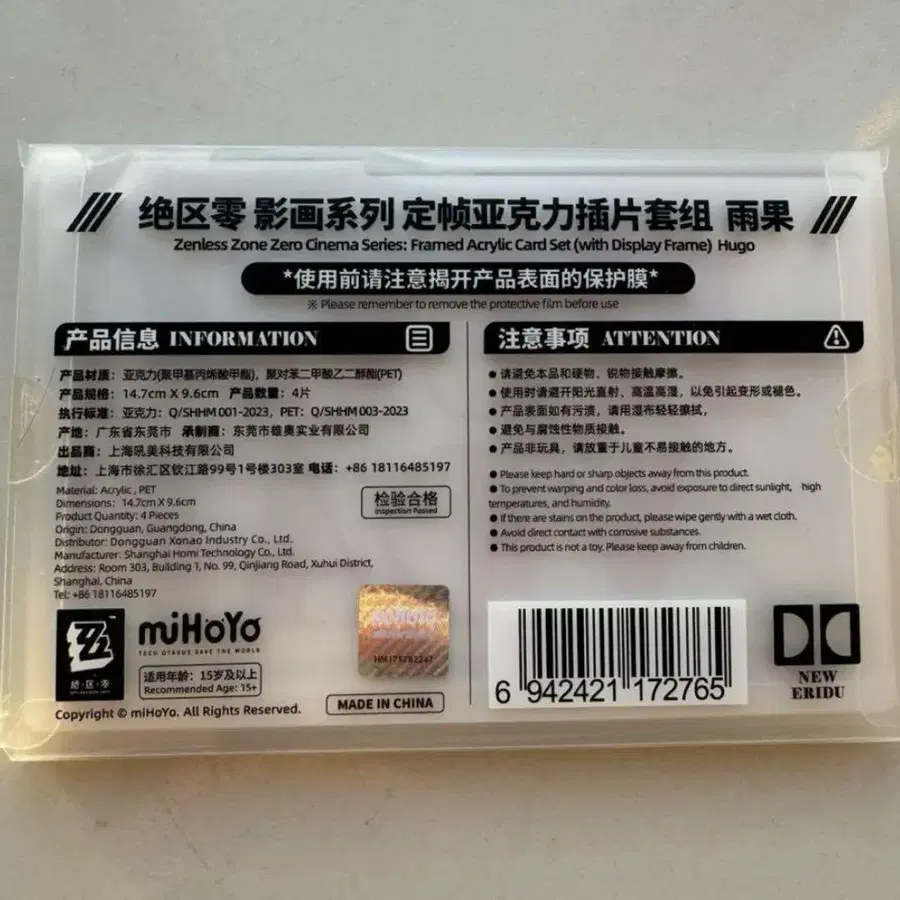 绝区零 影画系列 定帧亚克力插片套组 雨果
Zenless Zone Zero Cinema Series: Framed Acrylic Card Set (with Display Frame) Hugo
*使用前请注意揭开产品表面的保护膜*
※ Please remember to remove the protective film before use
产品信息 INFORMATION
产品材质: 亚克力(聚甲基丙烯酸甲酯), 聚对苯二甲酸乙二醇酯(PET)
产品规格: 14.7cm X 9.6cm 产品数量: 4片
执行标准: 亚克力: Q/SHHM 001-2023, PET: Q/SHHM 003-2023
产地: 广东省东莞市 承制商: 东莞市雄奥实业有限公司
出品商: 上海吼美科技有限公司
地址: 上海市徐汇区钦江路99号1号楼303室 电话: +86 18116485197
Material: Acrylic , PET
Dimensions: 14.7cm X 9.6cm
Product Quantity: 4 Pieces
Origin: Dongguan, Guangdong, China
Distributor: Dongguan Xonao Industry Co., Ltd.
Manufacturer: Shanghai Homi Technology Co., Ltd.
Address: Room 303, Building 1, No. 99, Qinjiang Road, Xuhui District,
Shanghai, China
Tel: +86 18116485197
检验合格
Inspection Passed
绝·区·零
miHoYo
TECH OTAKUS SAVE THE WORLD
适用年龄: 15岁及以上
Recommended Age: 15+
miHoYo
HM175782247
Copyright © miHoYo. All Rights Reserved.
MADE IN CHINA
注意事项 ATTENTION
● 请避免本品和硬物、锐物接触摩擦。
● 使用时请避开阳光直射、高温高湿, 以免引起变形或褪色。
● 产品表面如有污渍, 请用湿布轻轻擦拭,
● 避免与腐蚀性物质接触。
● 产品非玩具, 请放置于儿童不易接触的地方。
● Please keep hard or sharp objects away from this product.
● To prevent warping and color loss, avoid exposure to direct sunlight, high
temperatures, and humidity.
● If there are stains on the product, please wipe gently with a wet cloth.
● Avoid direct contact with corrosive substances.
● This product is not a toy. Please keep away from children.
6 942421 172765
NEW
ERIDU